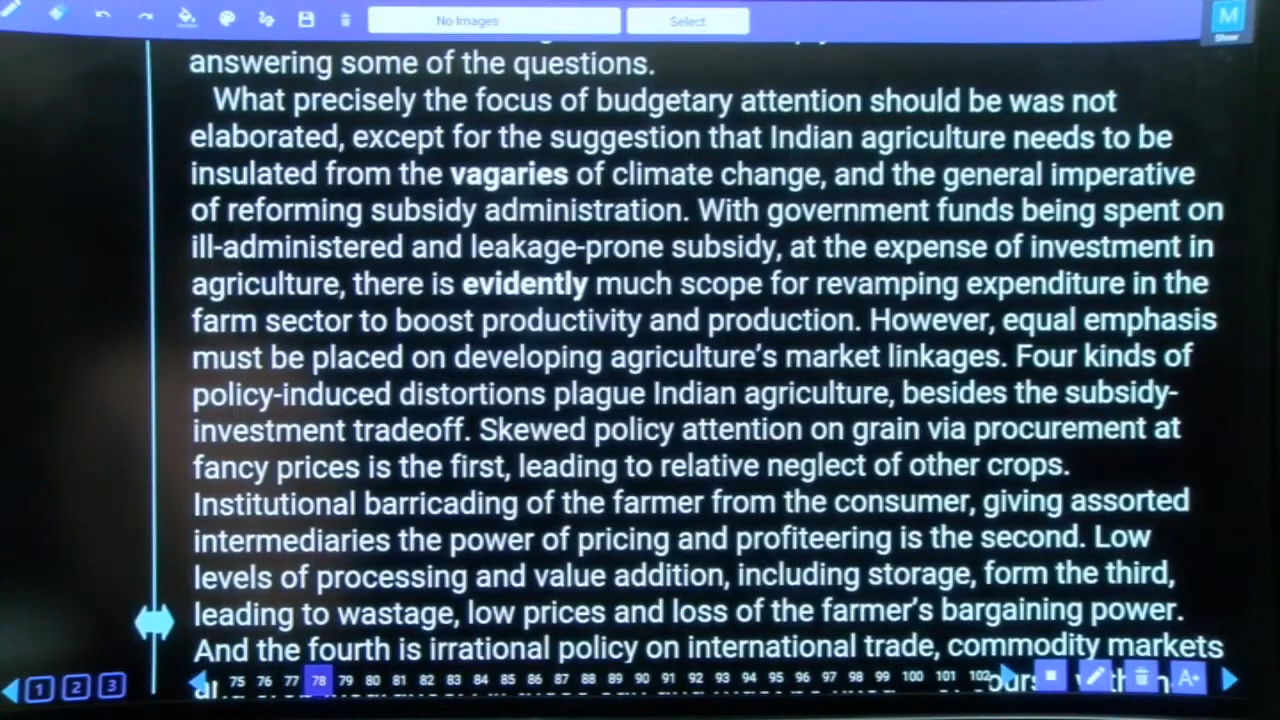 No Images
Select
M
Show
answering some of the questions.
What precisely the focus of budgetary attention should be was not
elaborated, except for the suggestion that Indian agriculture needs to be
insulated from the vagaries of climate change, and the general imperative
of reforming subsidy administration. With government funds being spent on
ill-administered and leakage-prone subsidy, at the expense of investment in
agriculture, there is evidently much scope for revamping expenditure in the
farm sector to boost productivity and production. However, equal emphasis
must be placed on developing agriculture's market linkages. Four kinds of
policy-induced distortions plague Indian agriculture, besides the subsidy-
investment tradeoff. Skewed policy attention on grain via procurement at
fancy prices is the first, leading to relative neglect of other crops.
Institutional barricading of the farmer from the consumer, giving assorted
intermediaries the power of pricing and profiteering is the second. Low
levels of processing and value addition, including storage, form the third,
leading to wastage, low prices and loss of the farmer's bargaining power.
And the fourth is irrational policy on international trade, commodity markets
1 2 3 75 76 77 78 79 80 81 82 83 84 85 86 87 88 89 90 91 92 93 94 95 96 97 98 99 100 101 102 A+